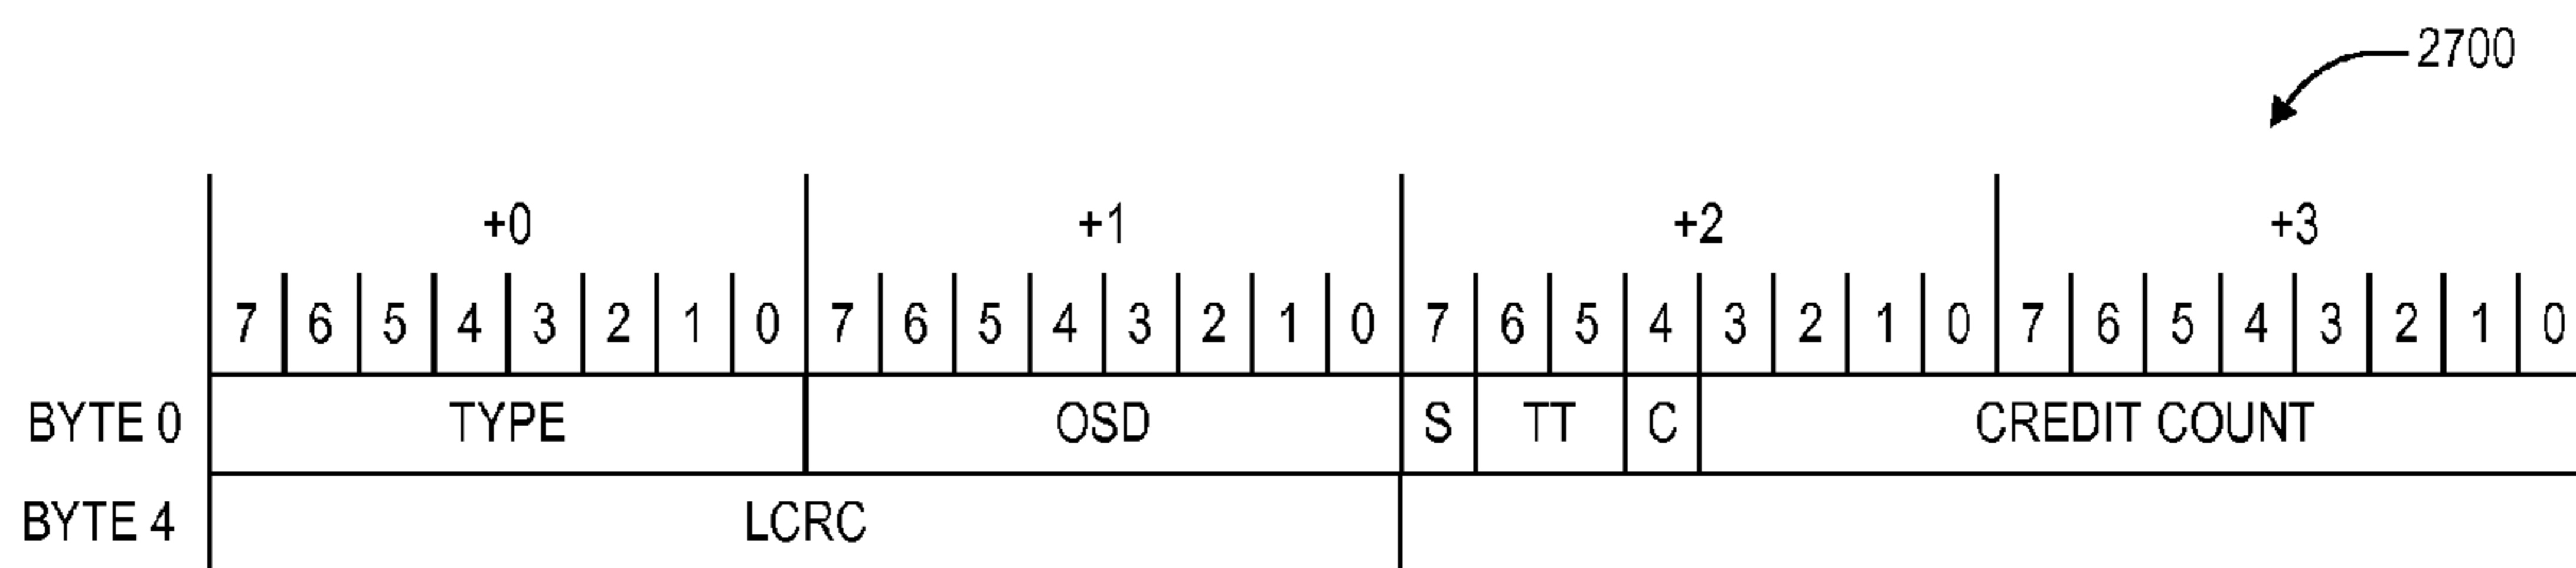 2700
+0 +1 +2 +3
7 6 5 4 3 2 1 0 7 6 5 4 3 2 1 0 7 6 5 4 3 2 1 0 7 6 5 4 3 2 1 0
BYTE 0 TYPE OSD S TT C CREDIT COUNT
BYTE 4 LCRC